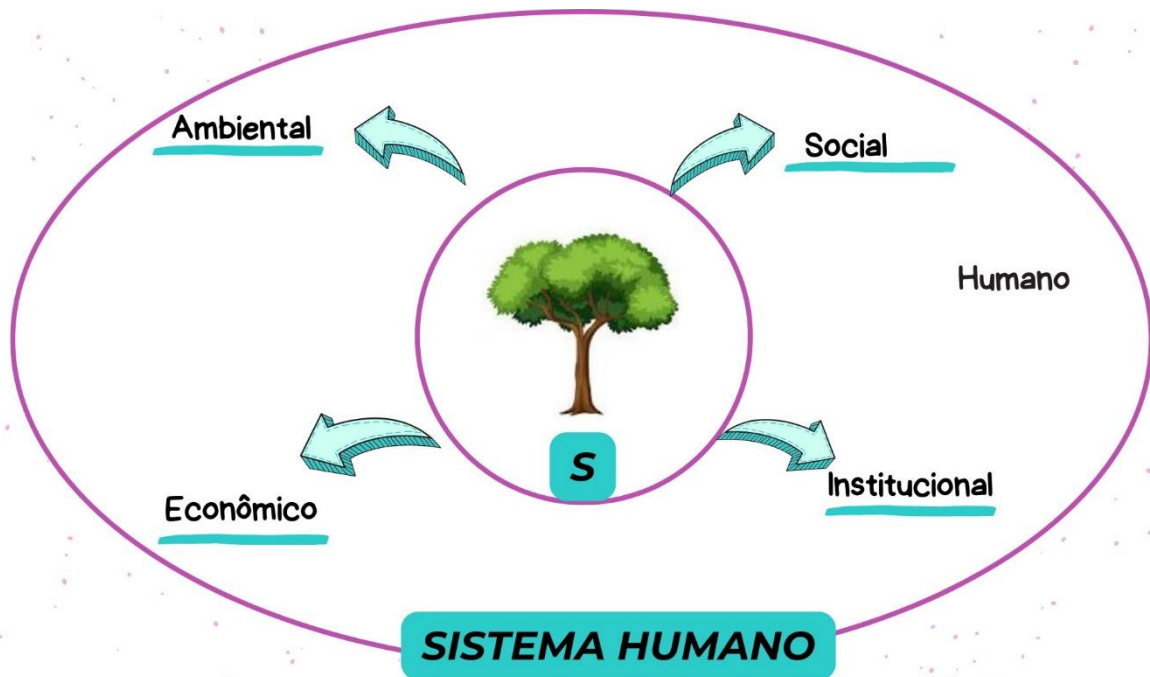 Ambiental
Social
Humano
S
Econômico
Institucional
SISTEMA HUMANO